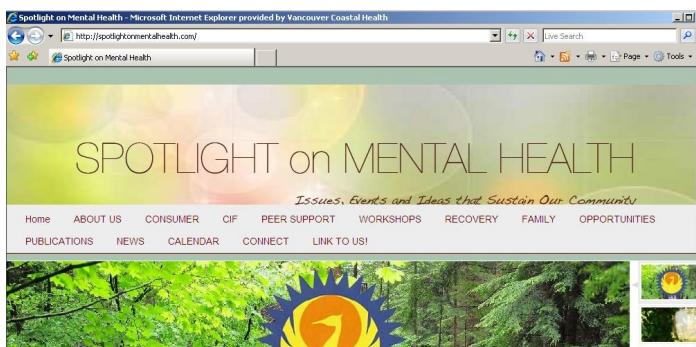 Spotlight on Mental Health - Microsoft Internet Explorer provided by Vancouver Coastal Health
http://spotlightonmentalhealth.com/
Live Search
Spotlight on Mental Health
Page
Tools
SPOTLIGHT on MENTAL HEALTH
Issues, Events and Ideas that Sustain Our Community
Home ABOUT US CONSUMER CIF PEER SUPPORT WORKSHOPS RECOVERY FAMILY OPPORTUNITIES
PUBLICATIONS NEWS CALENDAR CONNECT LINK TO US!